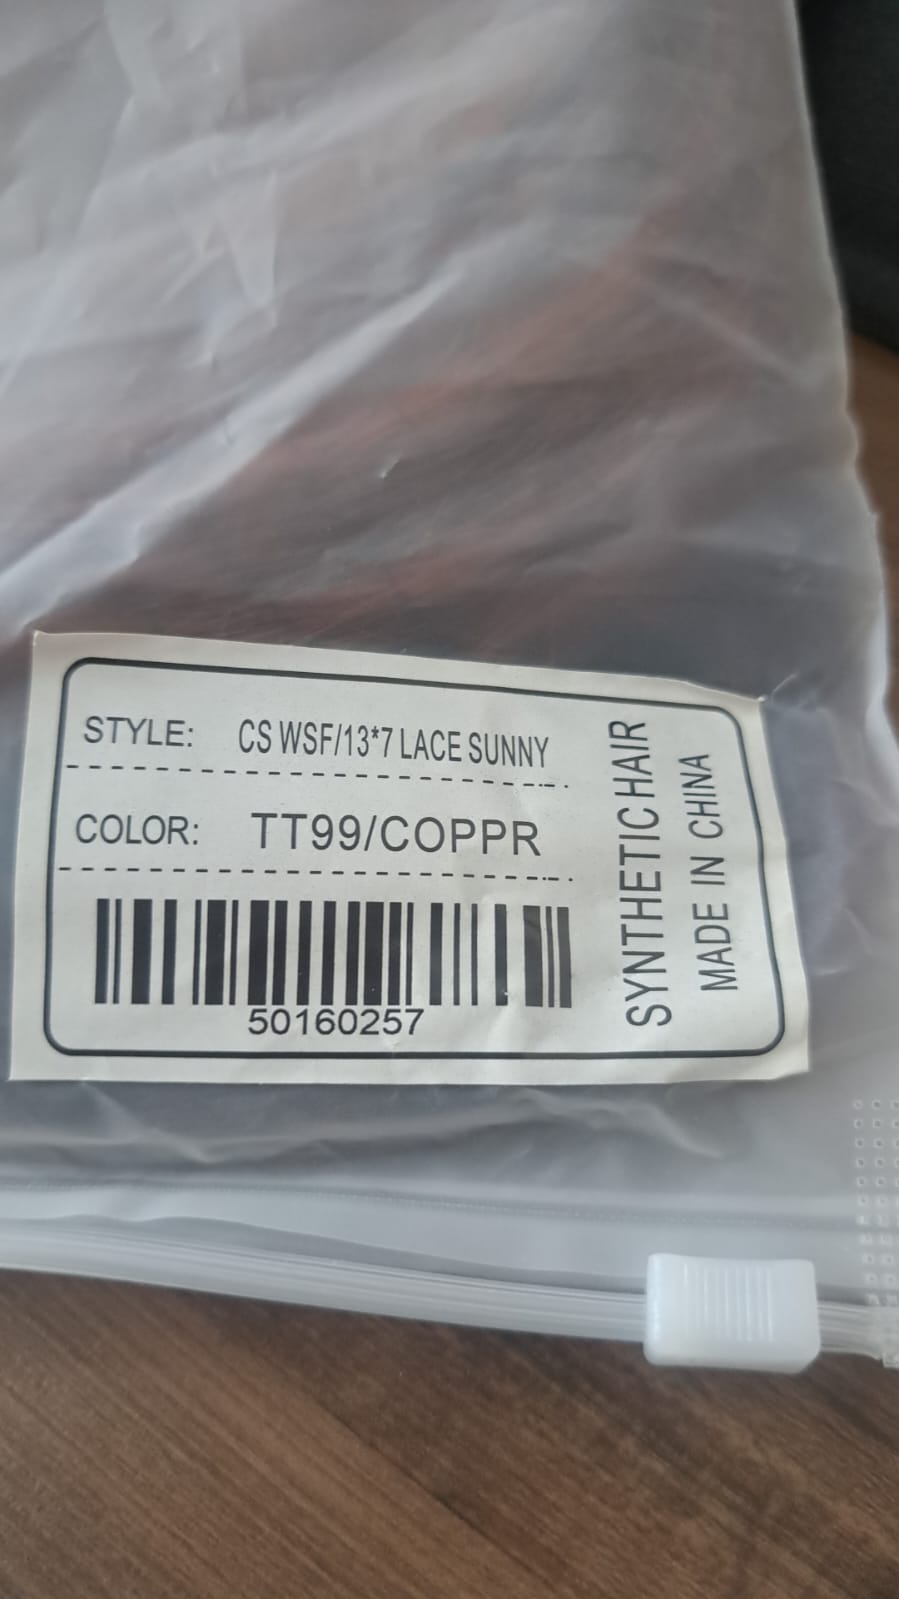 STYLE: CS WSF/13*7 LACE SUNNY
COLOR: TT99/COPPR
50160257
SYNTHETIC HAIR
MADE IN CHINA